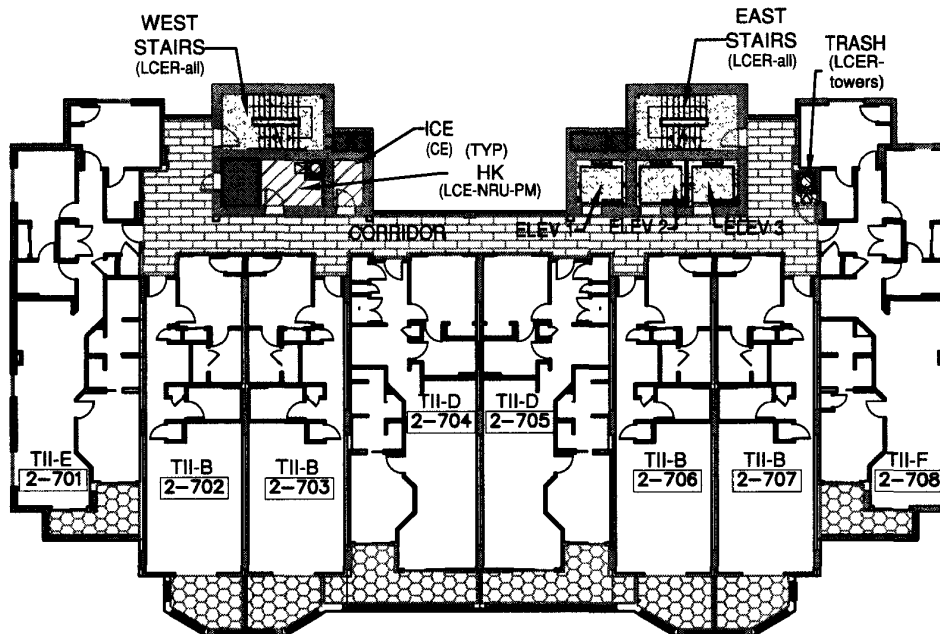 WEST
STAIRS
(LCER-all)
EAST
STAIRS
(LCER-all)
TRASH
(LCER-
towers)
ICE
(CE) (TYP)
HK
(LCE-NRU-PM)
CORRIDOR
ELEV 1
ELEV 2
ELEV 3
TII-E
2-701
TII-B
2-702
TII-B
2-703
TII-D
2-704
TII-D
2-705
TII-B
2-706
TII-B
2-707
TII-F
2-708